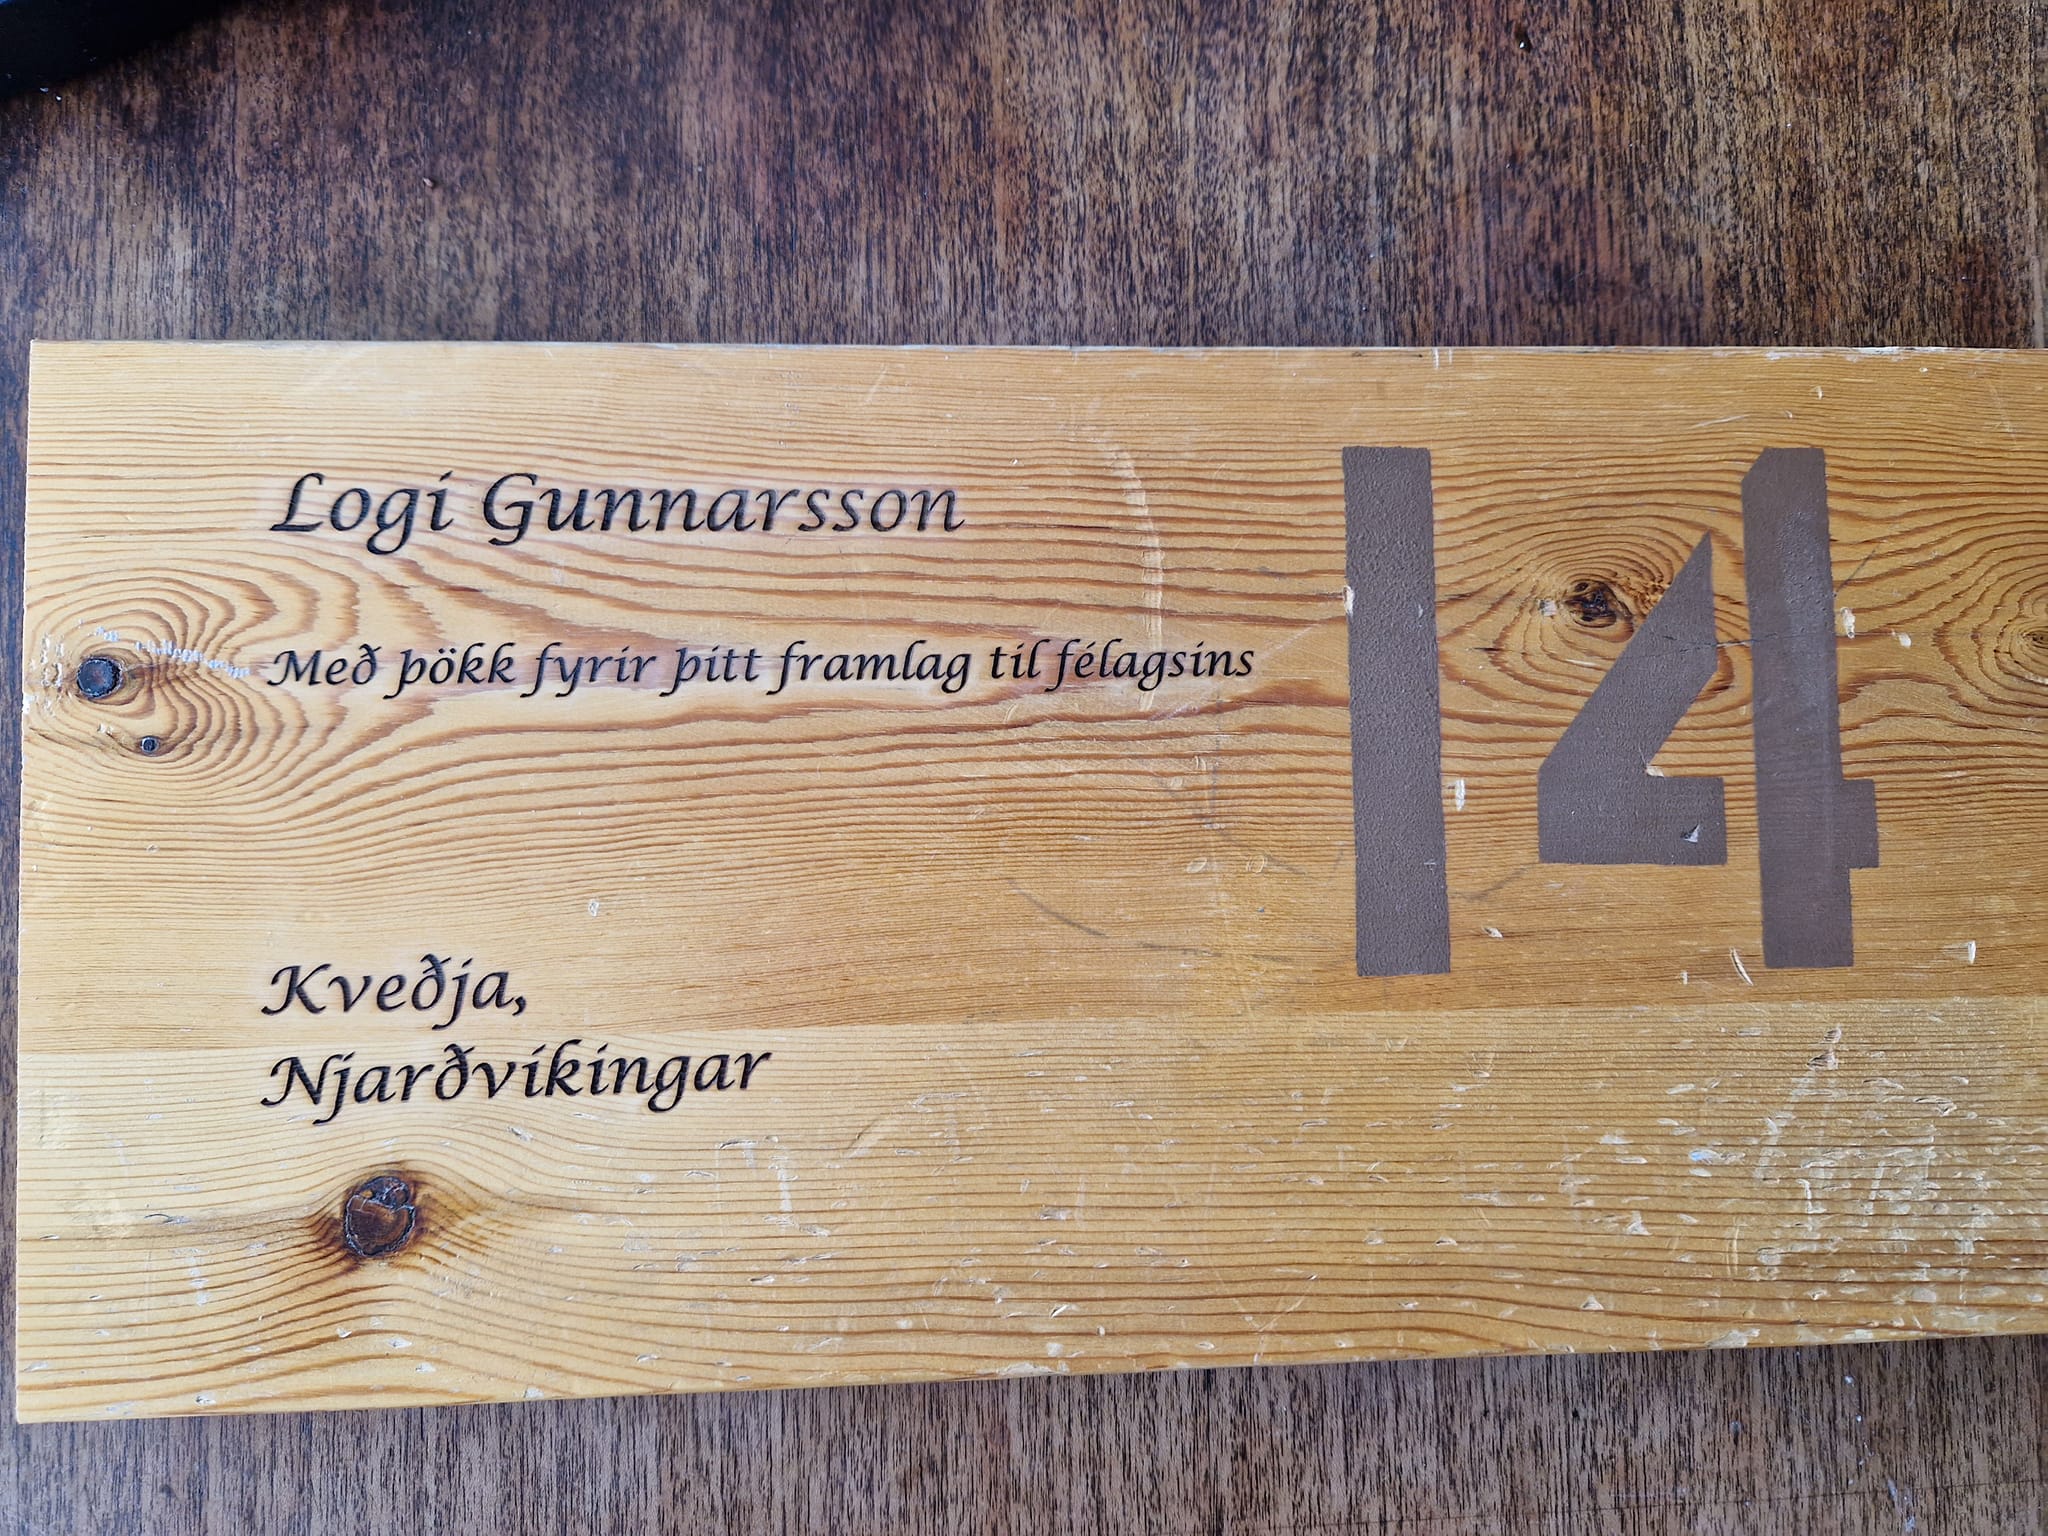 Logi Gunnarsson
14
Með þökk fyrir þitt framlag til félagsins
Kveðja,
Njarðvíkingar